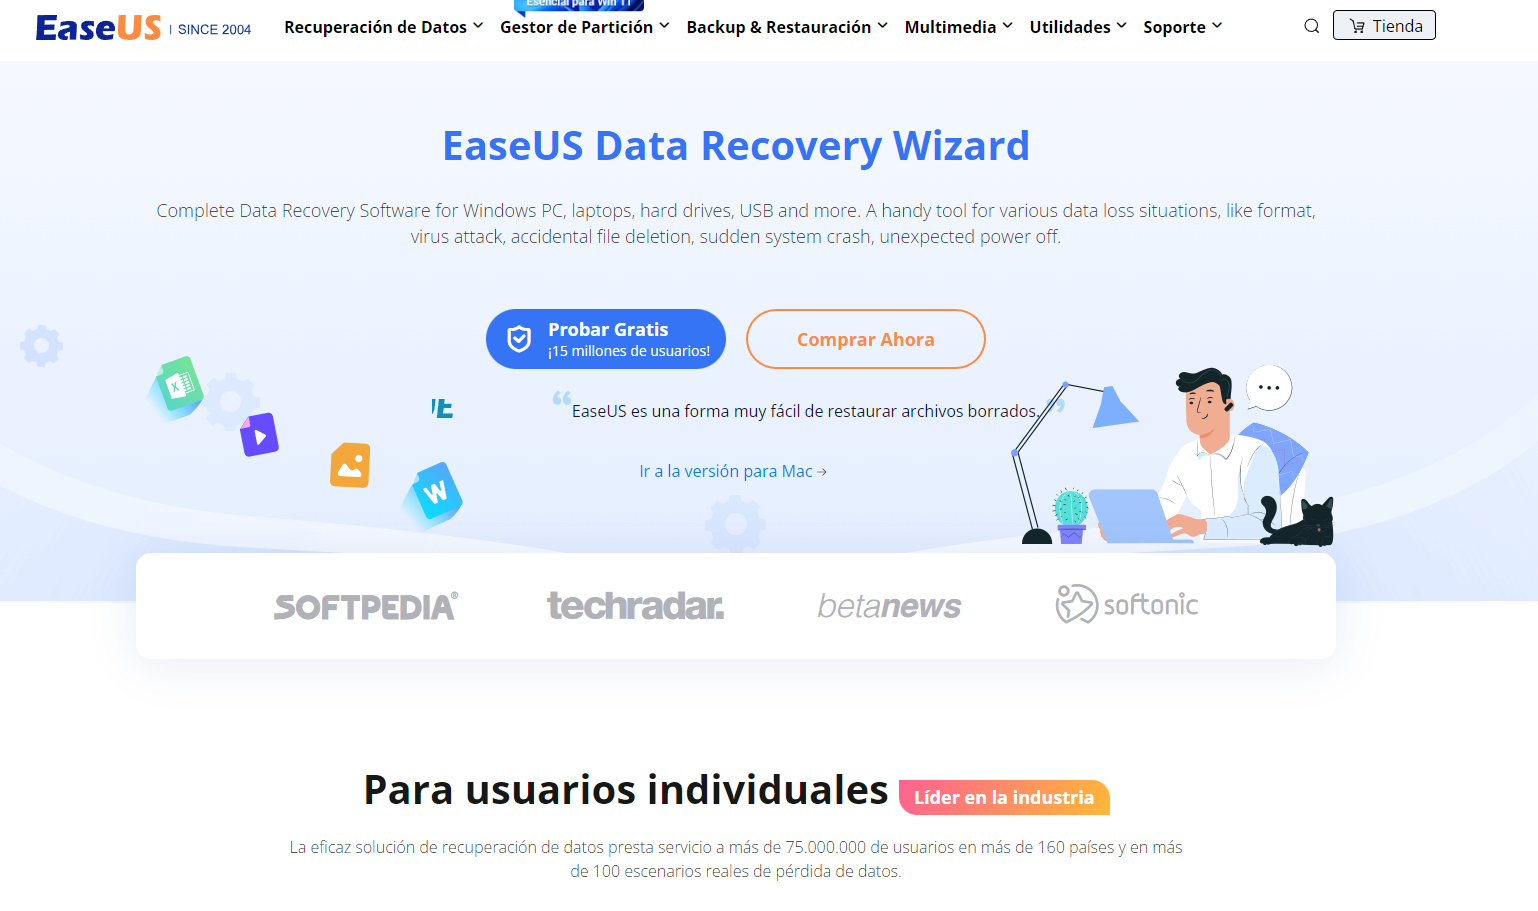 Esencial para Win 11
EaseUS | SINCE 2004 Recuperación de Datos Gestor de Partición Backup & Restauración Multimedia Utilidades Soporte Tienda
EaseUS Data Recovery Wizard
Complete Data Recovery Software for Windows PC, laptops, hard drives, USB and more. A handy tool for various data loss situations, like format,
virus attack, accidental file deletion, sudden system crash, unexpected power off.
Probar Gratis
¡15 millones de usuarios!
Comprar Ahora
“EaseUS es una forma muy fácil de restaurar archivos borrados.”
Ir a la versión para Mac →
X
W
SOFTPEDIA® techradar. betanews softonic
Para usuarios individuales Líder en la industria
La eficaz solución de recuperación de datos presta servicio a más de 75.000.000 de usuarios en más de 160 países y en más
de 100 escenarios reales de pérdida de datos.